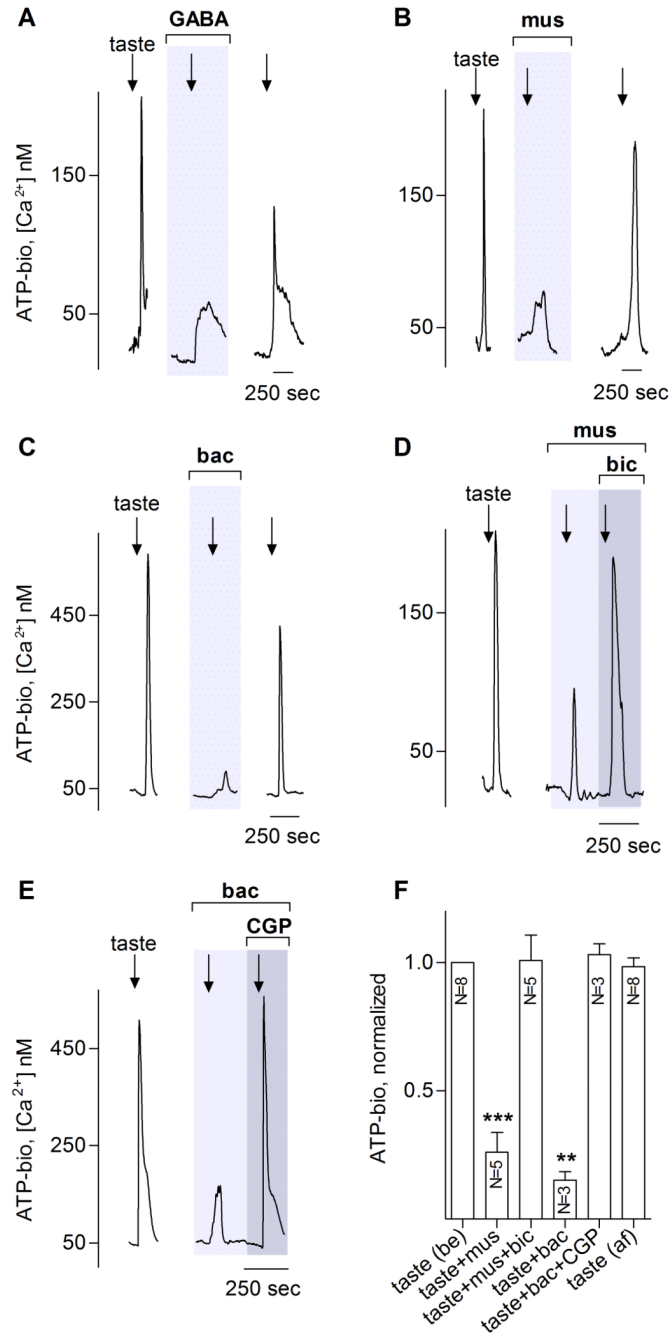 A
GABA
taste
ATP-bio, [Ca2+] nM
150
50
250 sec
B
mus
taste
150
50
250 sec
C
bac
taste
ATP-bio, [Ca2+] nM
450
250
50
250 sec
D
mus
bic
taste
150
50
250 sec
E
bac
CGP
taste
ATP-bio, [Ca2+] nM
450
250
50
250 sec
F
ATP-bio, normalized
1.0
0.5
N=8
***
N=5
N=5
**
N=3
N=3
N=8
taste (be)
taste+mus
taste+mus+bic
taste+bac
taste+bac+CGP
taste (af)